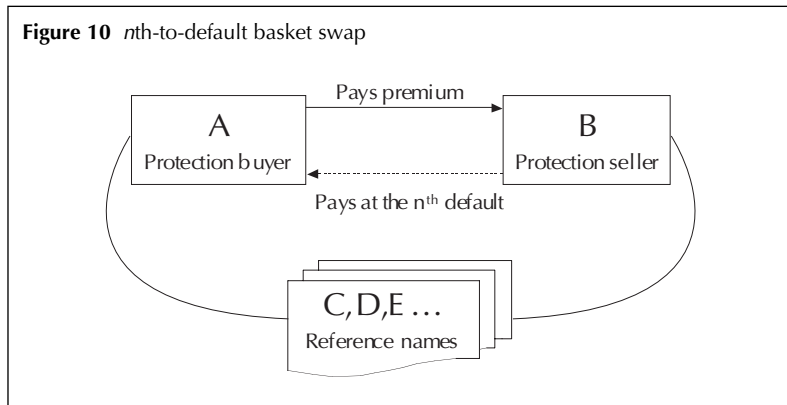 Figure 10 nth-to-default basket swap
Pays premium
A
Protection buyer
B
Protection seller
Pays at the nth default
C,D,E ...
Reference names